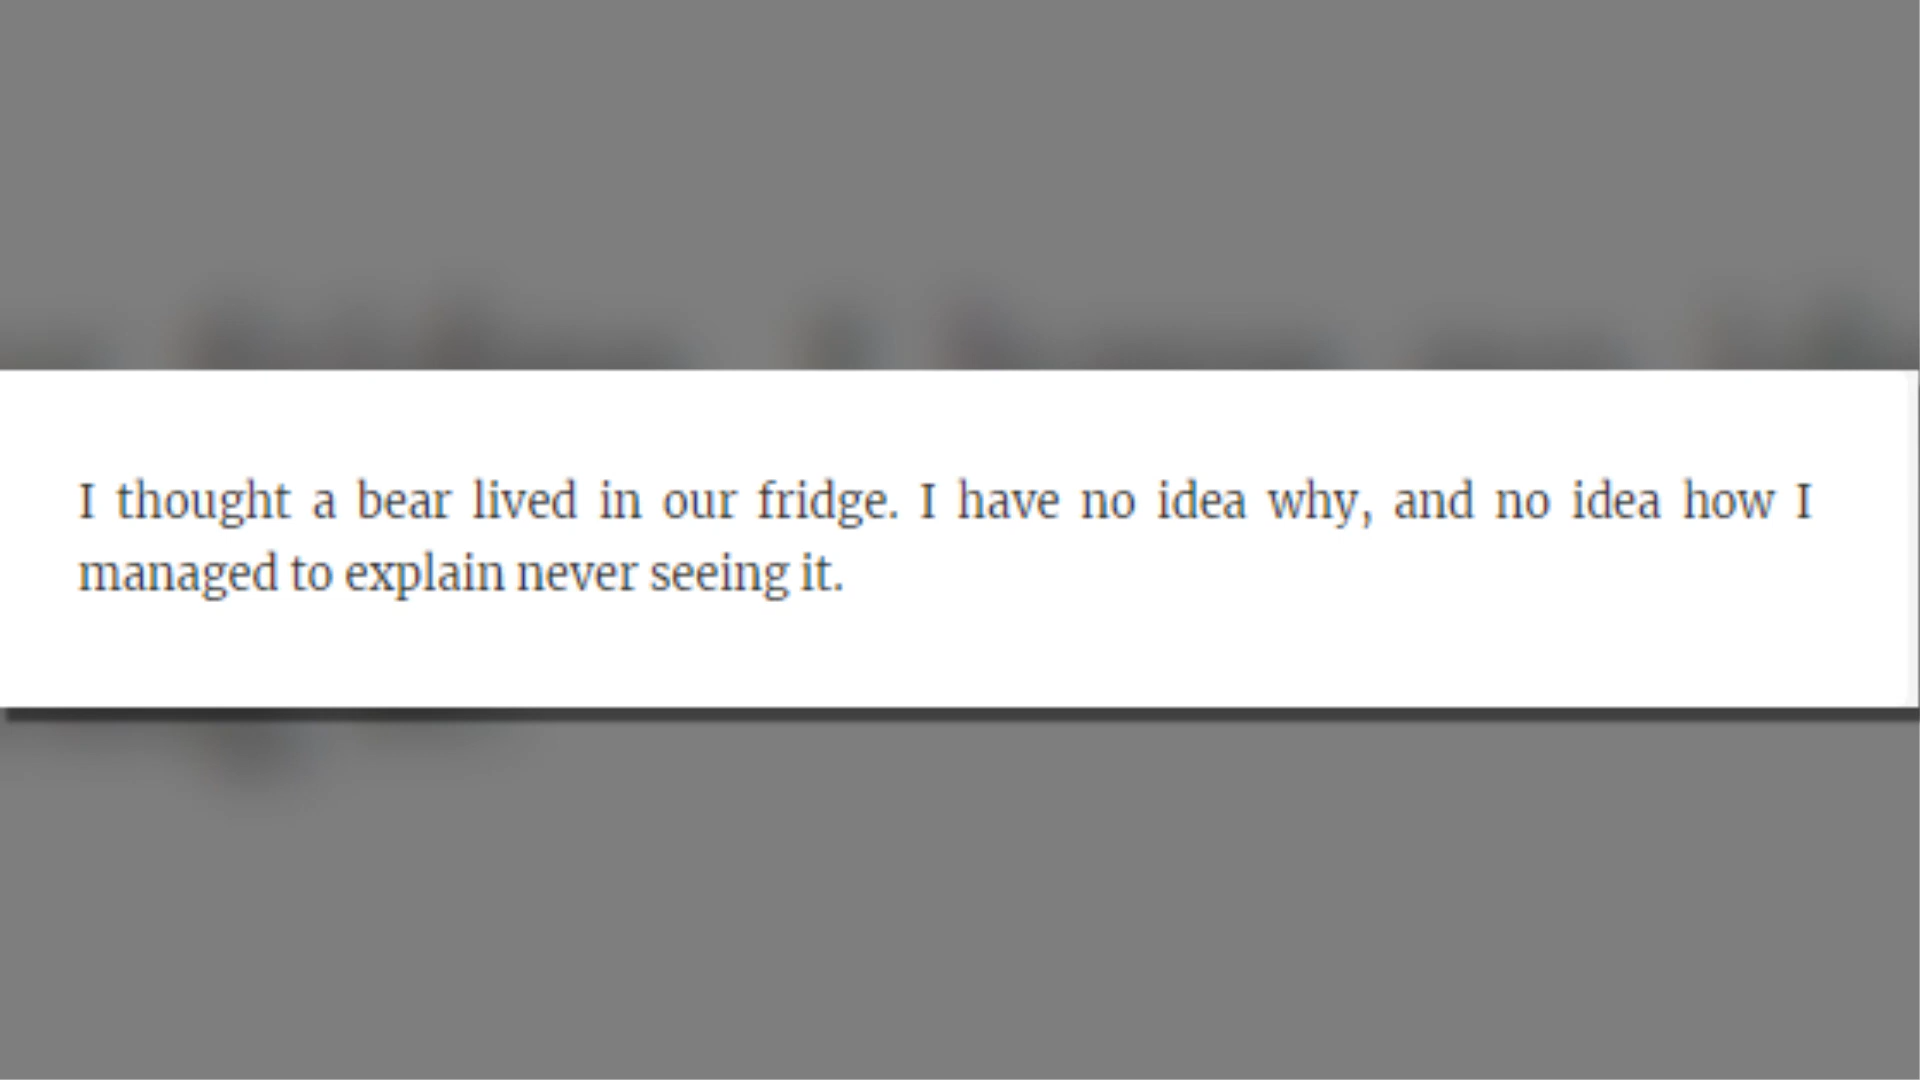 I thought a bear lived in our fridge. I have no idea why, and no idea how I
managed to explain never seeing it.